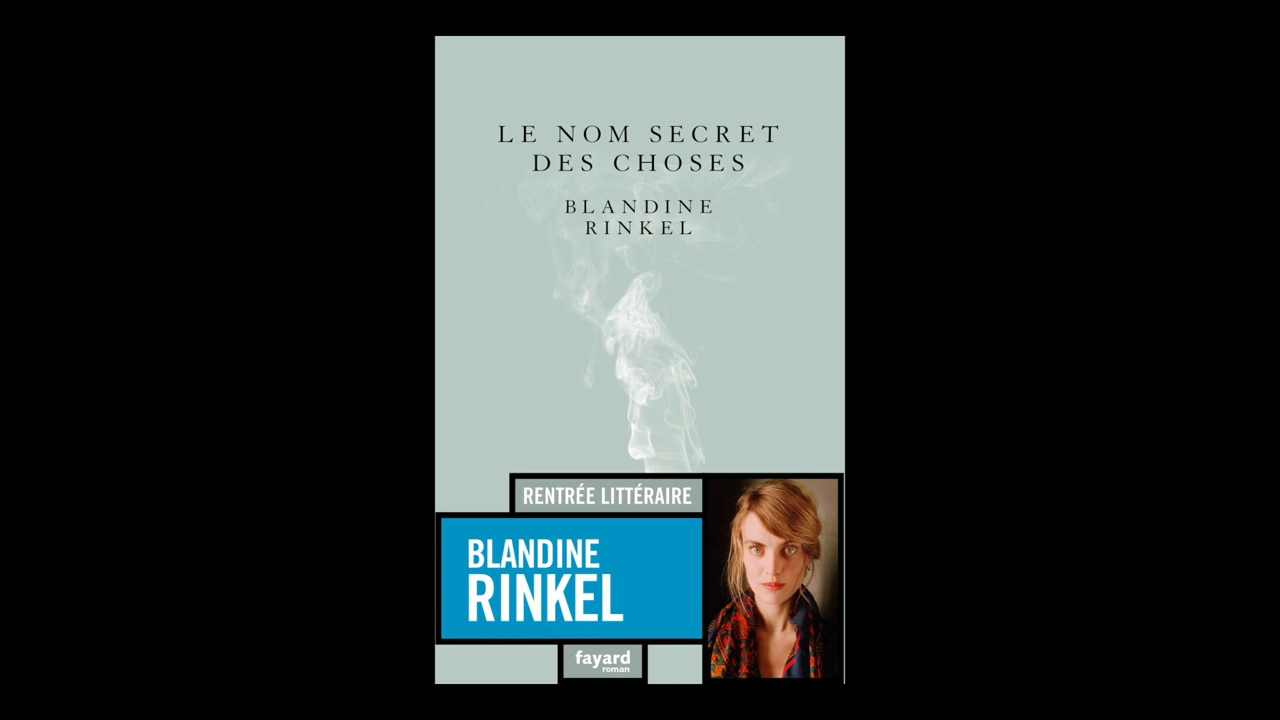 LE NOM SECRET
DES CHOSES
BLANDINE
RINKEL
RENTRÉE LITTÉRAIRE
BLANDINE
RINKEL
fayard
roman